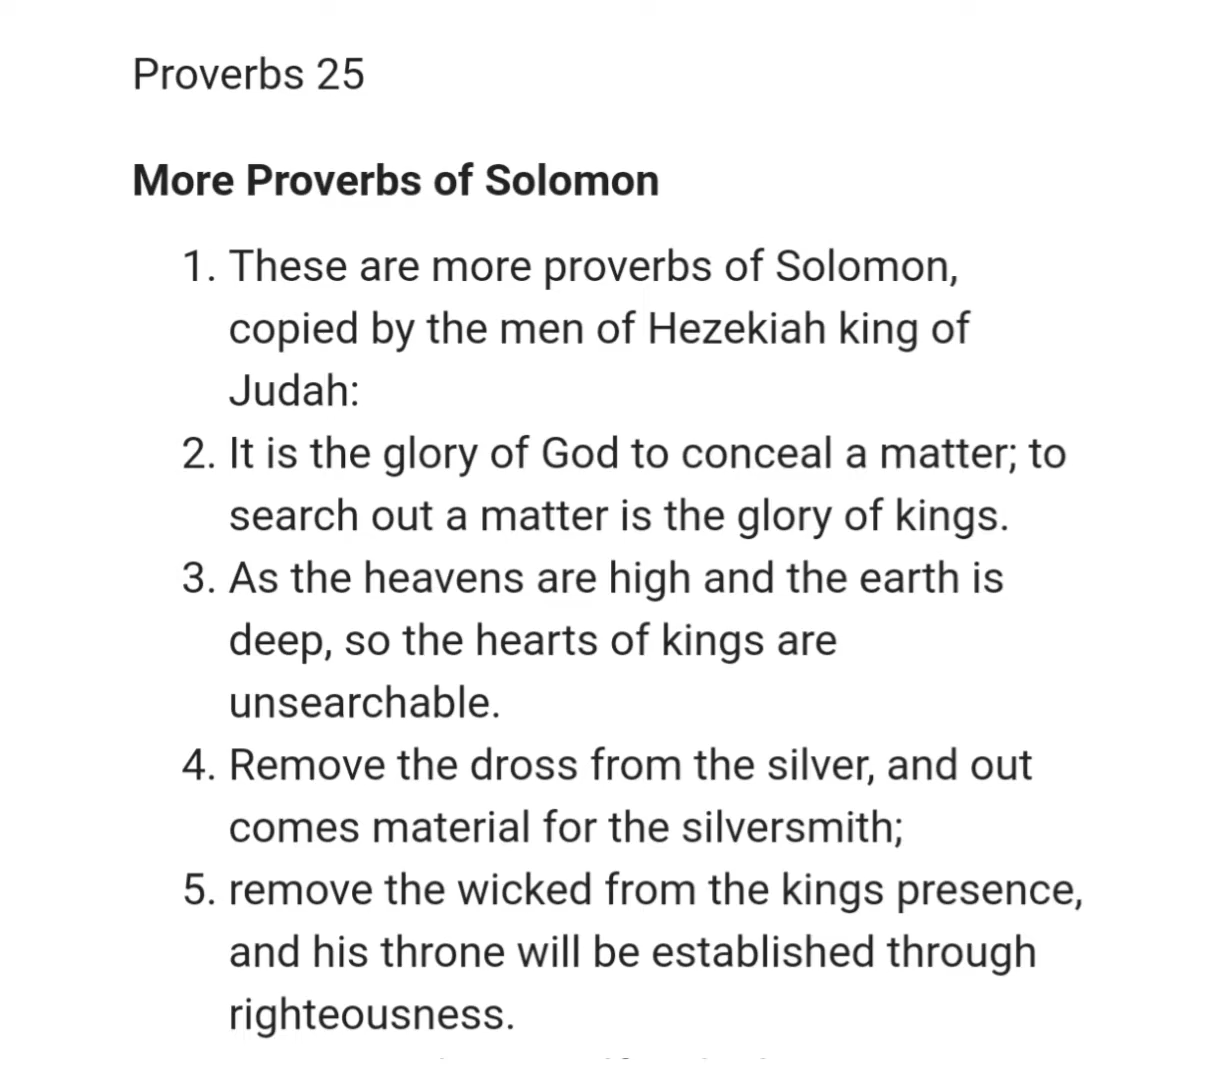 Proverbs 25
More Proverbs of Solomon
1. These are more proverbs of Solomon,
copied by the men of Hezekiah king of
Judah:
2. It is the glory of God to conceal a matter; to
search out a matter is the glory of kings.
3. As the heavens are high and the earth is
deep, so the hearts of kings are
unsearchable.
4. Remove the dross from the silver, and out
comes material for the silversmith;
5. remove the wicked from the kings presence,
and his throne will be established through
righteousness.